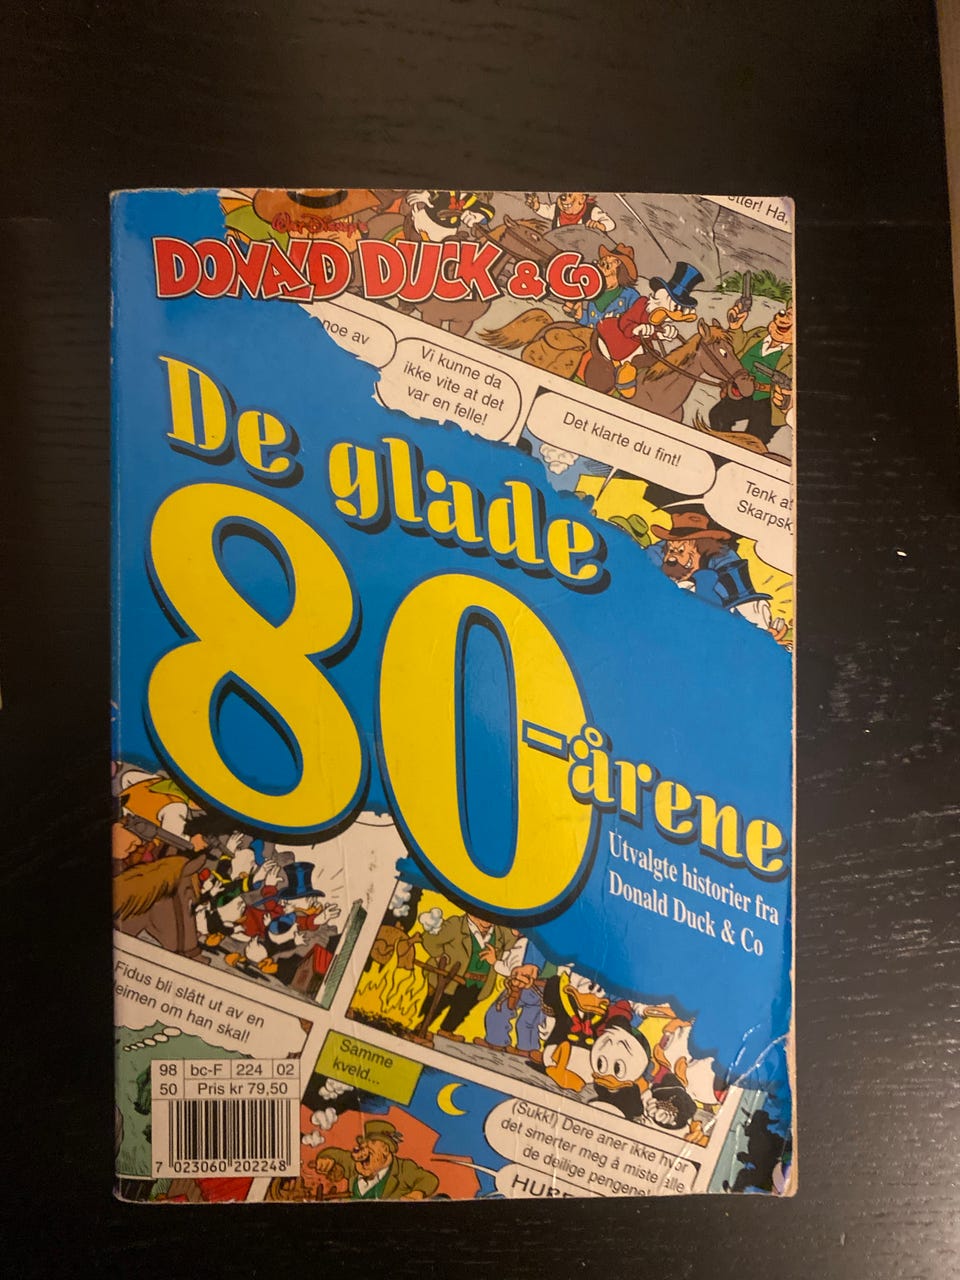 etter! Ha,
Walt Disney's
DONALD DUCK & Co
noe av
Vi kunne da
ikke vite at det
var en felle!
Det klarte du fint!
Tenk at
Skarpsk
De glade
80-årene
Utvalgte historier fra
Donald Duck & Co
Fidus bli slått ut av en
eimen om han skal!
Samme
kveld...
98 bc-F 224 02
50 Pris kr 79,50
7 023060 202248
(Sukk!) Dere aner ikke hvor
det smerter meg å miste alle
de deilige pengene!